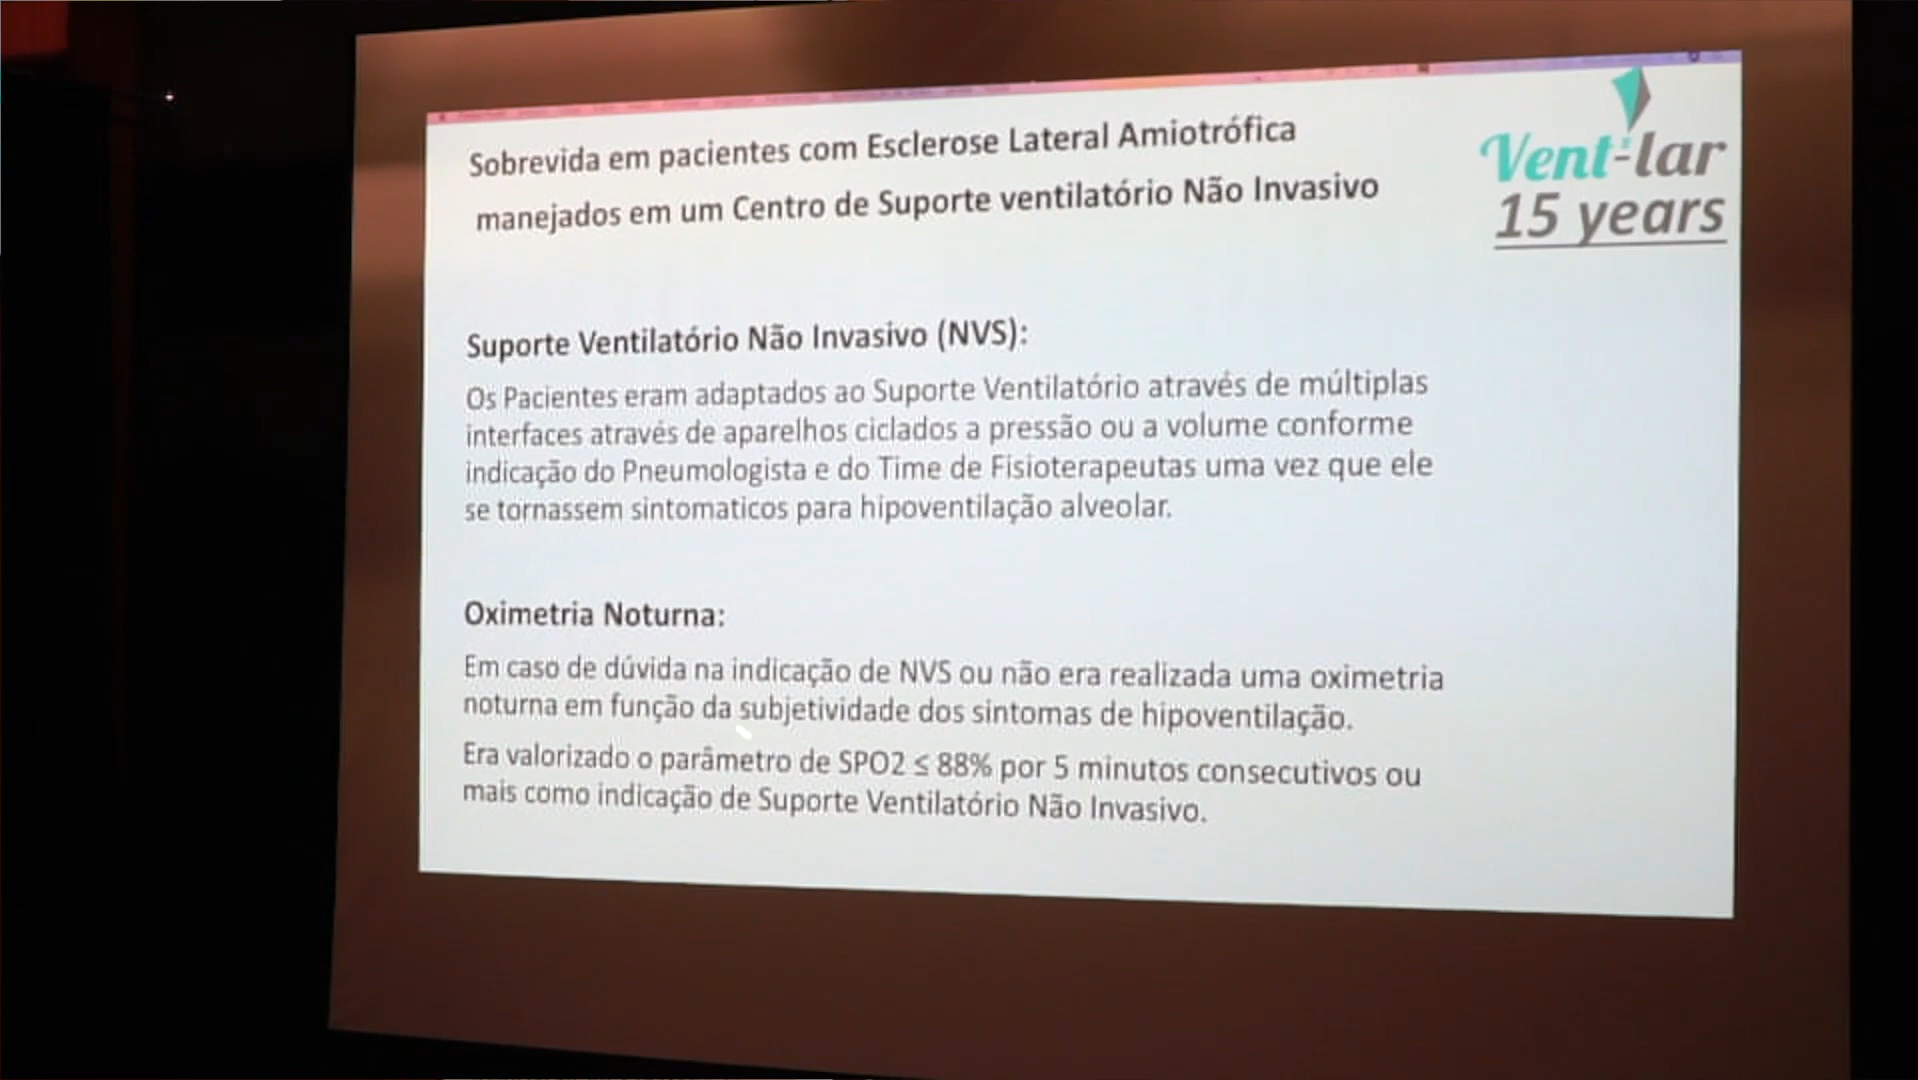 Sobrevida em pacientes com Esclerose Lateral Amiotrófica
manejados em um Centro de Suporte ventilatório Não Invasivo
Vent-lar
15 years
Suporte Ventilatório Não Invasivo (NVS):
Os Pacientes eram adaptados ao Suporte Ventilatório através de múltiplas
interfaces através de aparelhos ciclados a pressão ou a volume conforme
indicação do Pneumologista e do Time de Fisioterapeutas uma vez que ele
se tornassem sintomaticos para hipoventilação alveolar.
Oximetria Noturna:
Em caso de dúvida na indicação de NVS ou não era realizada uma oximetria
noturna em função da subjetividade dos sintomas de hipoventilação.
Era valorizado o parâmetro de SPO2 ≤ 88% por 5 minutos consecutivos ou
mais como indicação de Suporte Ventilatório Não Invasivo.